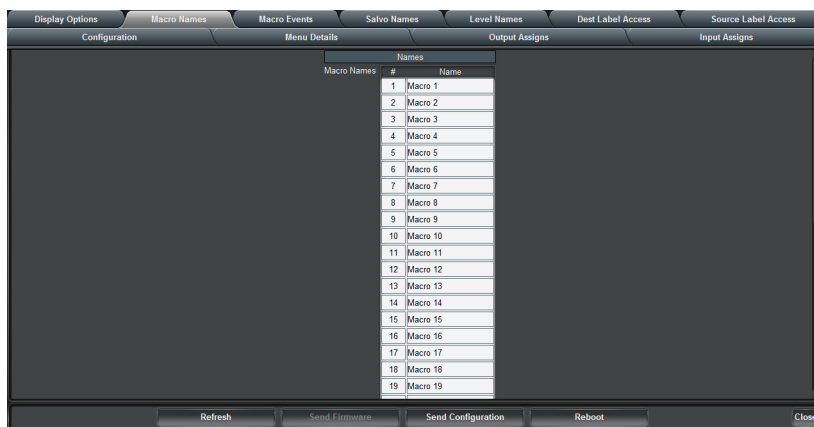 Display Options Macro Names Macro Events Salvo Names Level Names Dest Label Access Source Label Access
Configuration Menu Details Output Assigns Input Assigns
Names
Macro Names # Name
1 Macro 1
2 Macro 2
3 Macro 3
4 Macro 4
5 Macro 5
6 Macro 6
7 Macro 7
8 Macro 8
9 Macro 9
10 Macro 10
11 Macro 11
12 Macro 12
13 Macro 13
14 Macro 14
15 Macro 15
16 Macro 16
17 Macro 17
18 Macro 18
19 Macro 19
Refresh Send Firmware Send Configuration Reboot Close